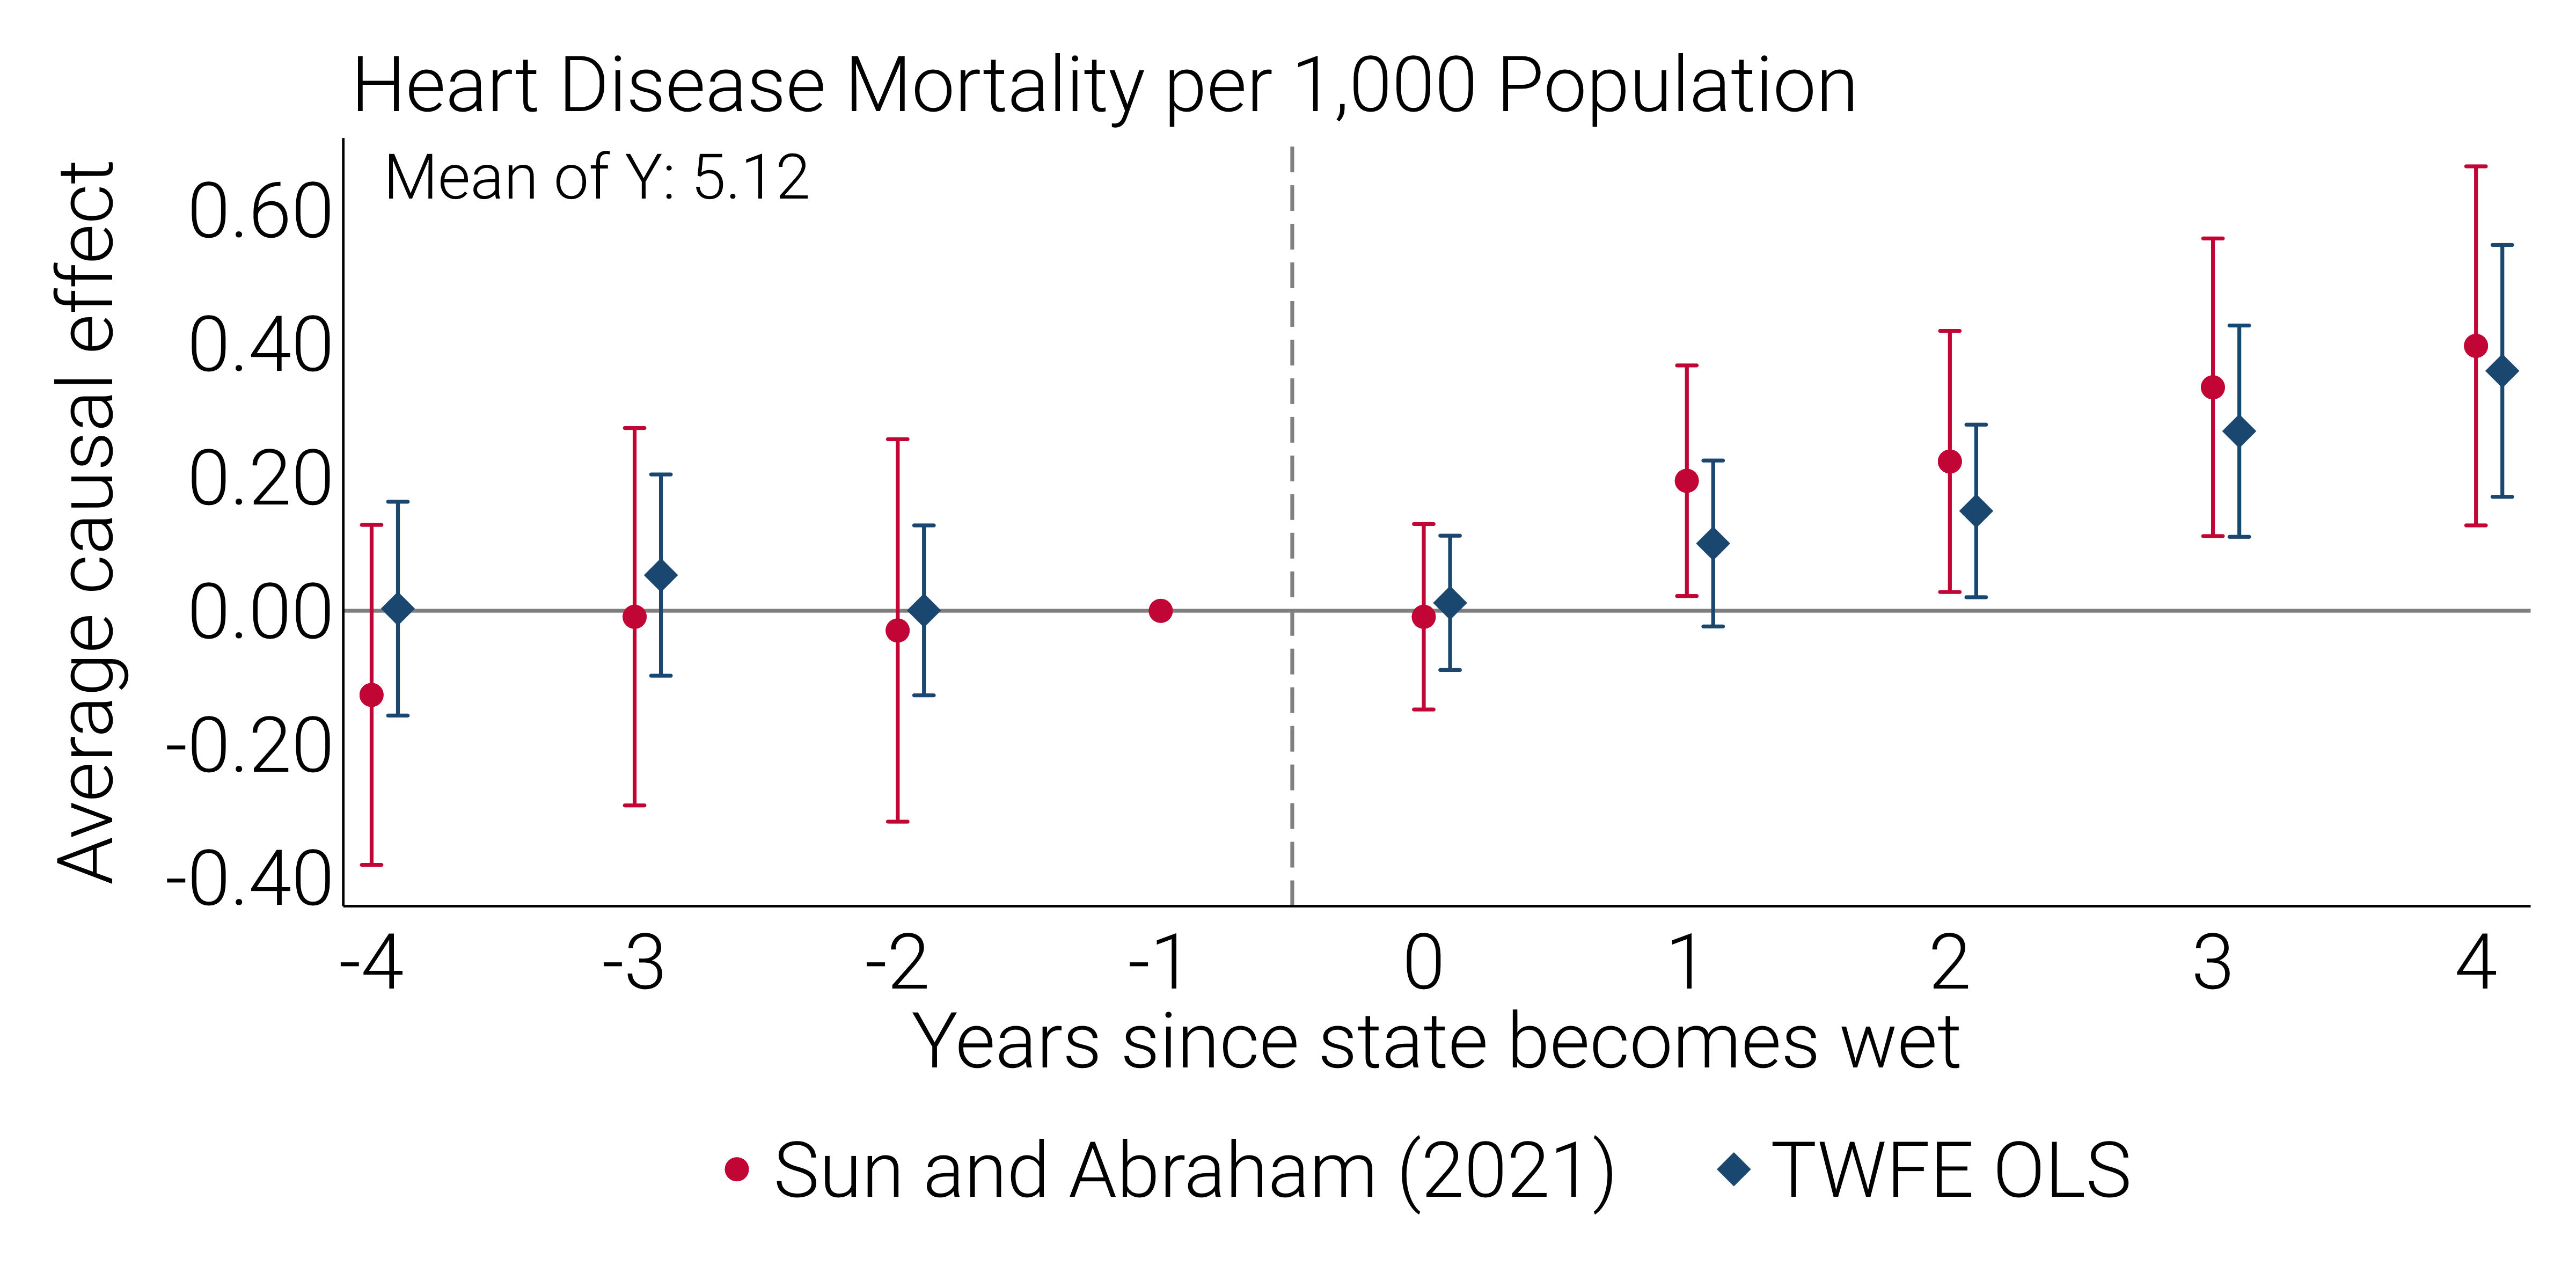 Heart Disease Mortality per 1,000 Population
Mean of Y: 5.12
Average causal effect
0.60
0.40
0.20
0.00
-0.20
-0.40
-4 -3 -2 -1 0 1 2 3 4
Years since state becomes wet
Sun and Abraham (2021) TWFE OLS